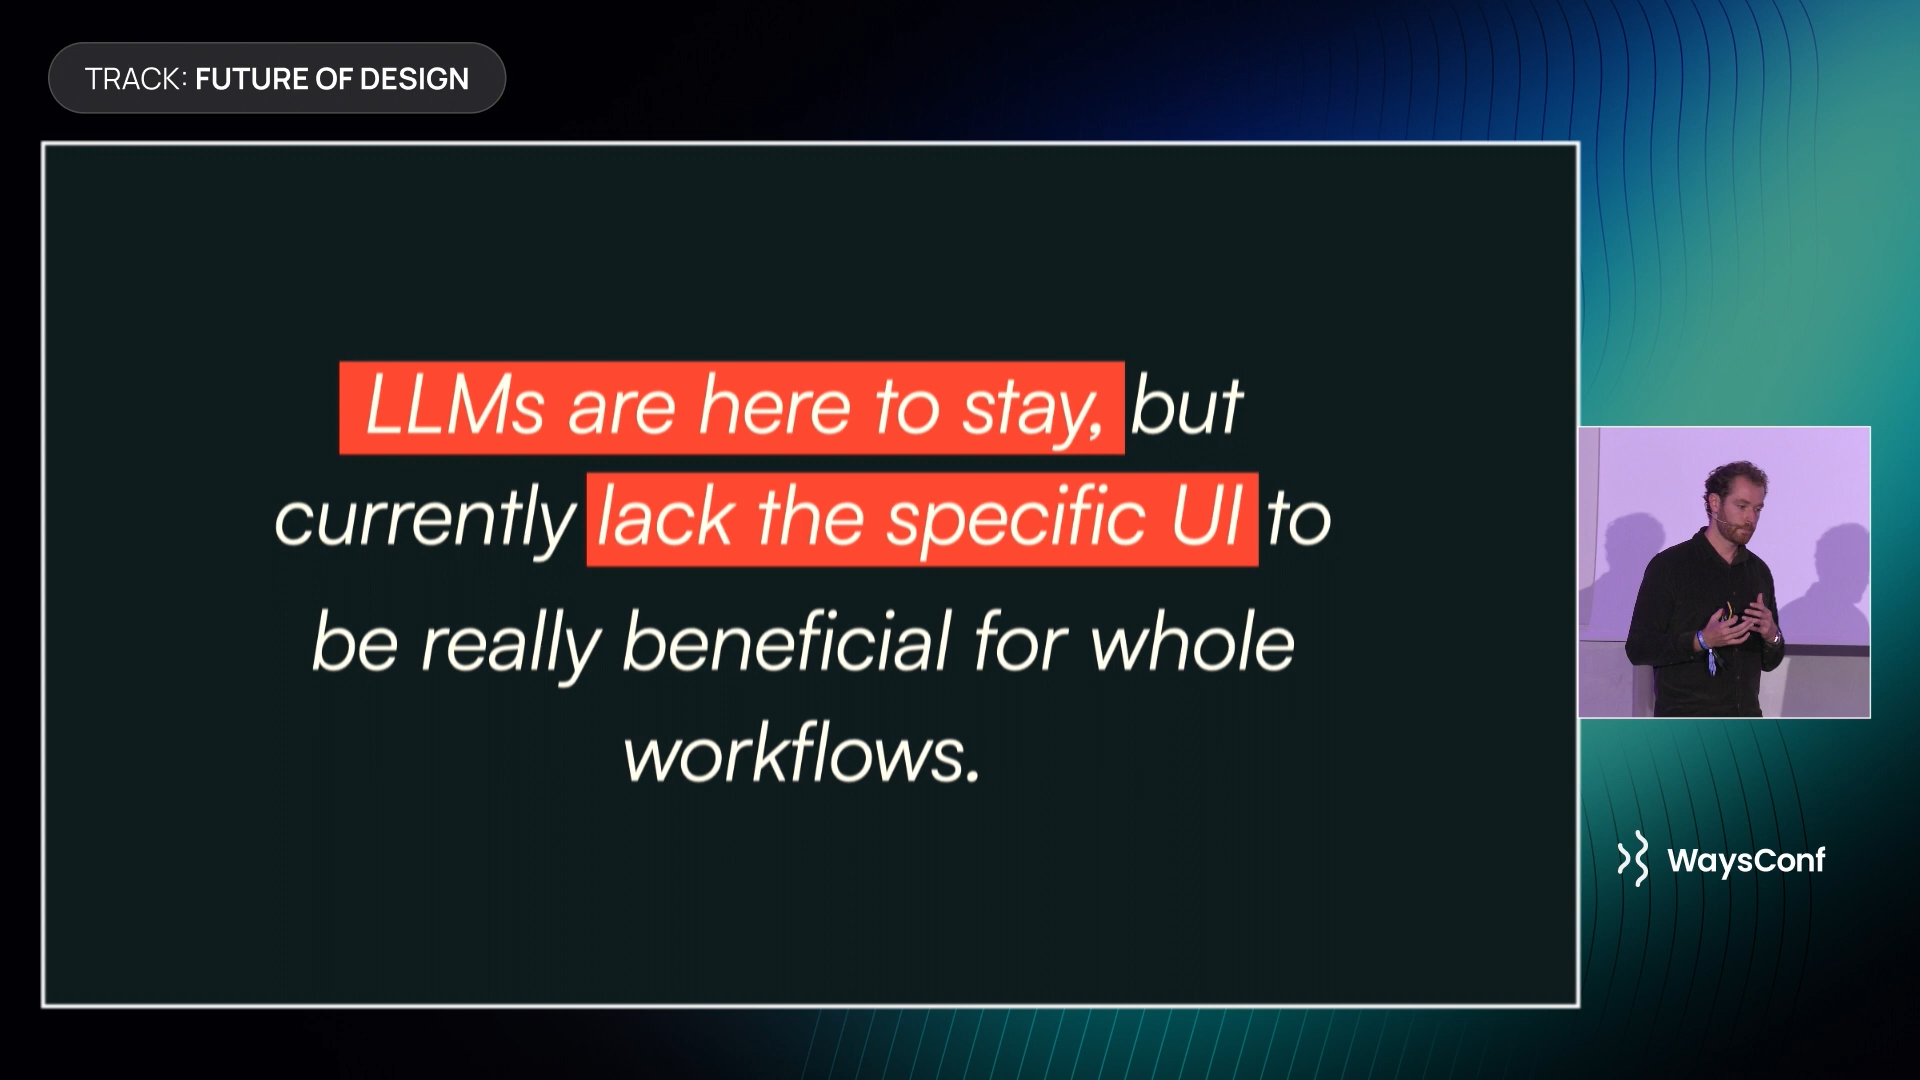 TRACK: FUTURE OF DESIGN
LLMs are here to stay, but
currently lack the specific UI to
be really beneficial for whole
workflows.
WaysConf